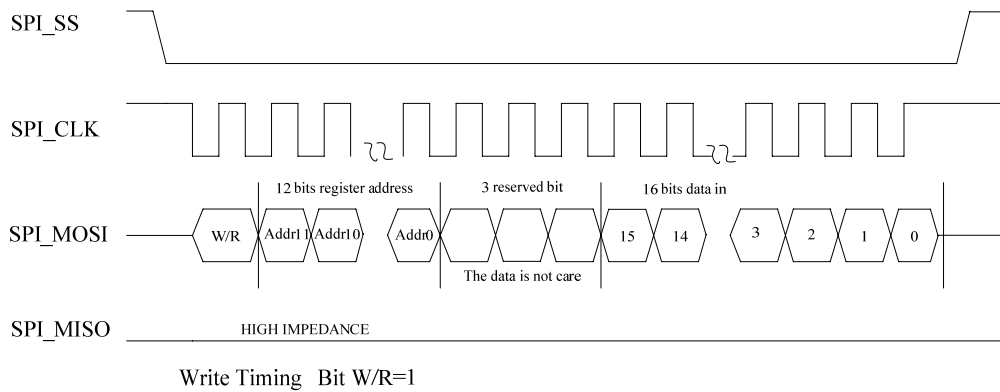 SPI_SS
SPI_CLK
12 bits register address 3 reserved bit 16 bits data in
SPI_MOSI W/R Addr11 Addr10 Addr0 15 14 3 2 1 0
The data is not care
SPI_MISO HIGH IMPEDANCE
Write Timing Bit W/R=1